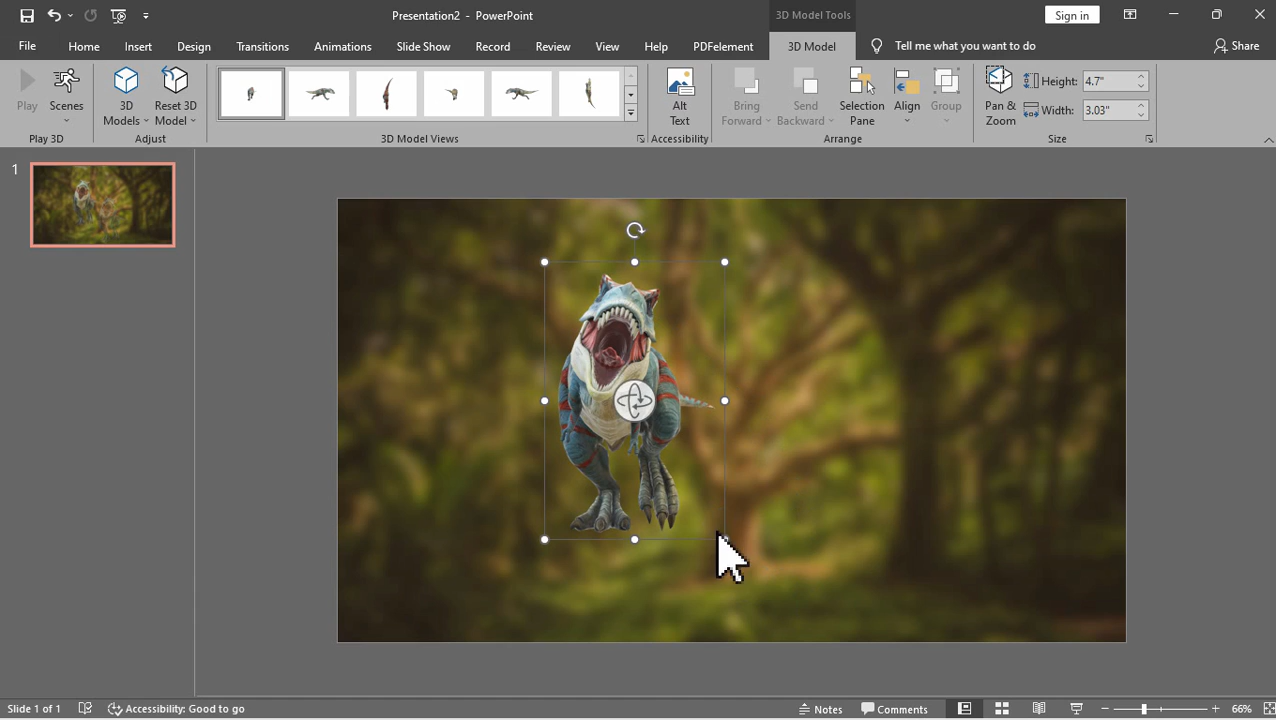 Presentation2 - PowerPoint
3D Model Tools
Sign in
File
Home
Insert
Design
Transitions
Animations
Slide Show
Record
Review
View
Help
PDFelement
3D Model
Tell me what you want to do
Share
Play
Scenes
3D
Models
Reset 3D
Model
Alt
Text
Bring
Forward
Send
Backward
Selection
Pane
Align
Group
Pan &
Zoom
Height: 4.7"
Width: 3.03"
Play 3D
Adjust
3D Model Views
Accessibility
Arrange
Size
1
Slide 1 of 1
Accessibility: Good to go
Notes
Comments
66%